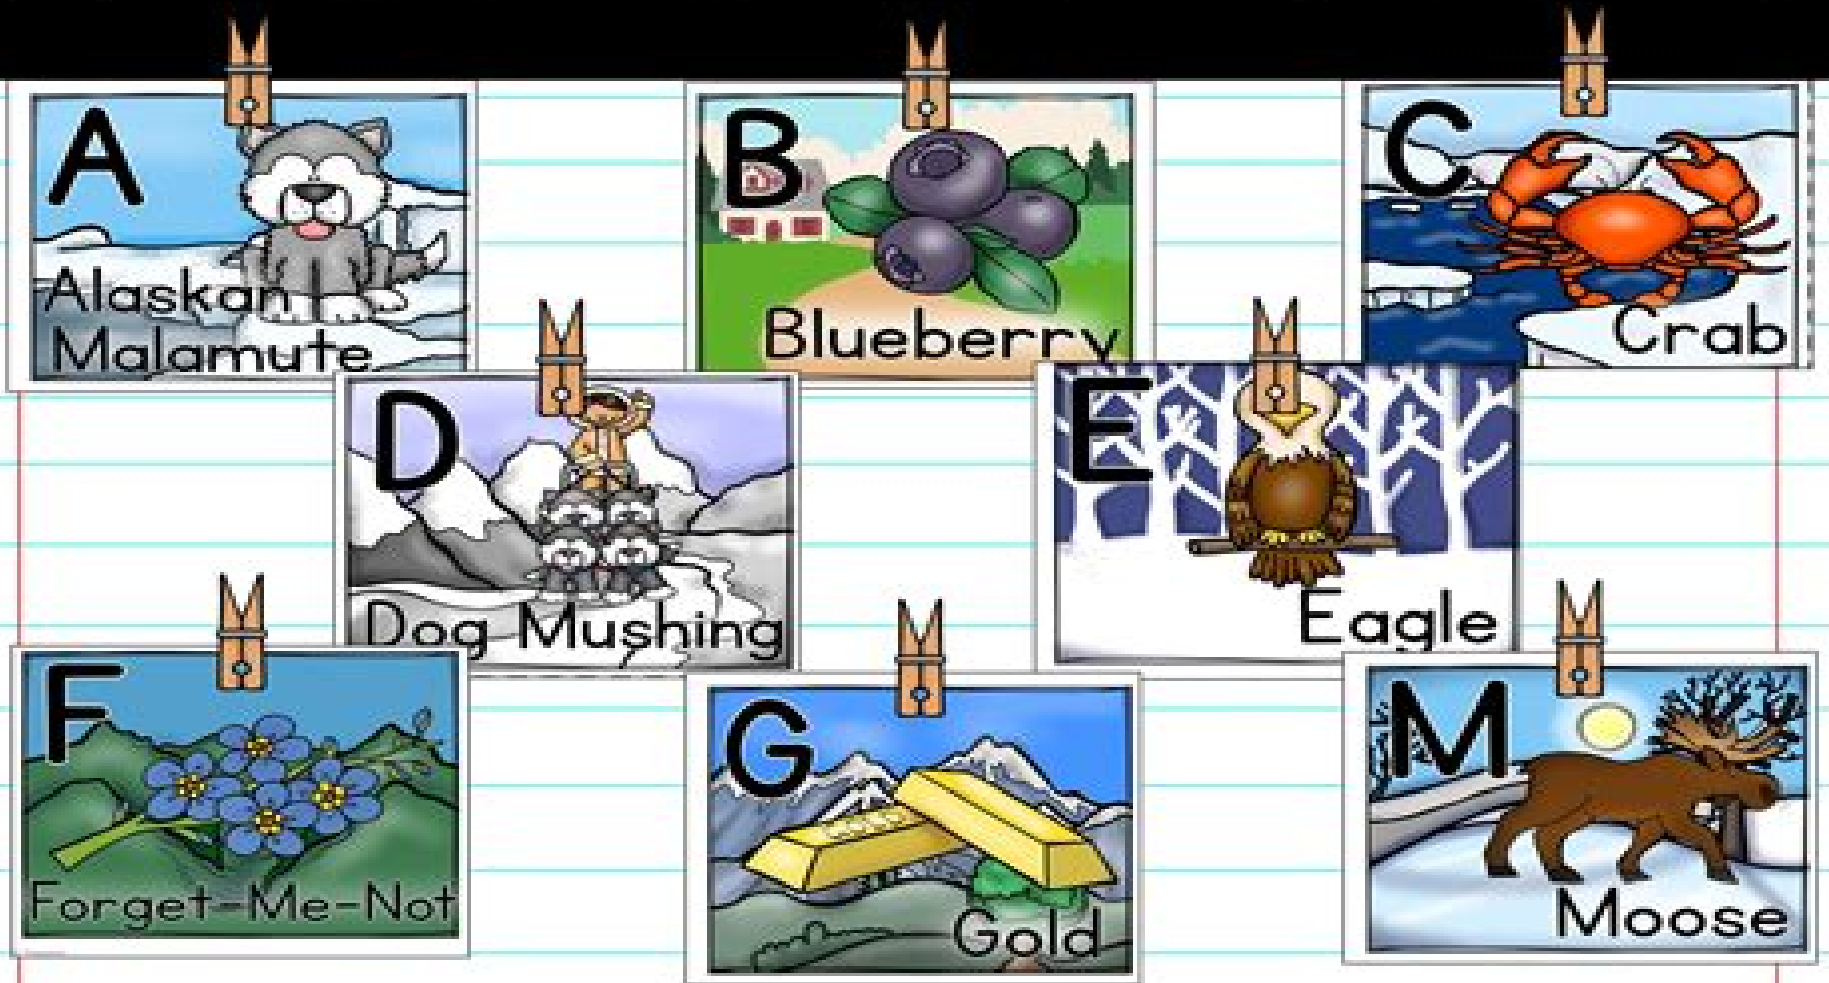 A
Alaskan
Malamute
B
Blueberry
C
Crab
D
Dog Mushing
E
Eagle
F
Forget-Me-Not
G
Gold
M
Moose